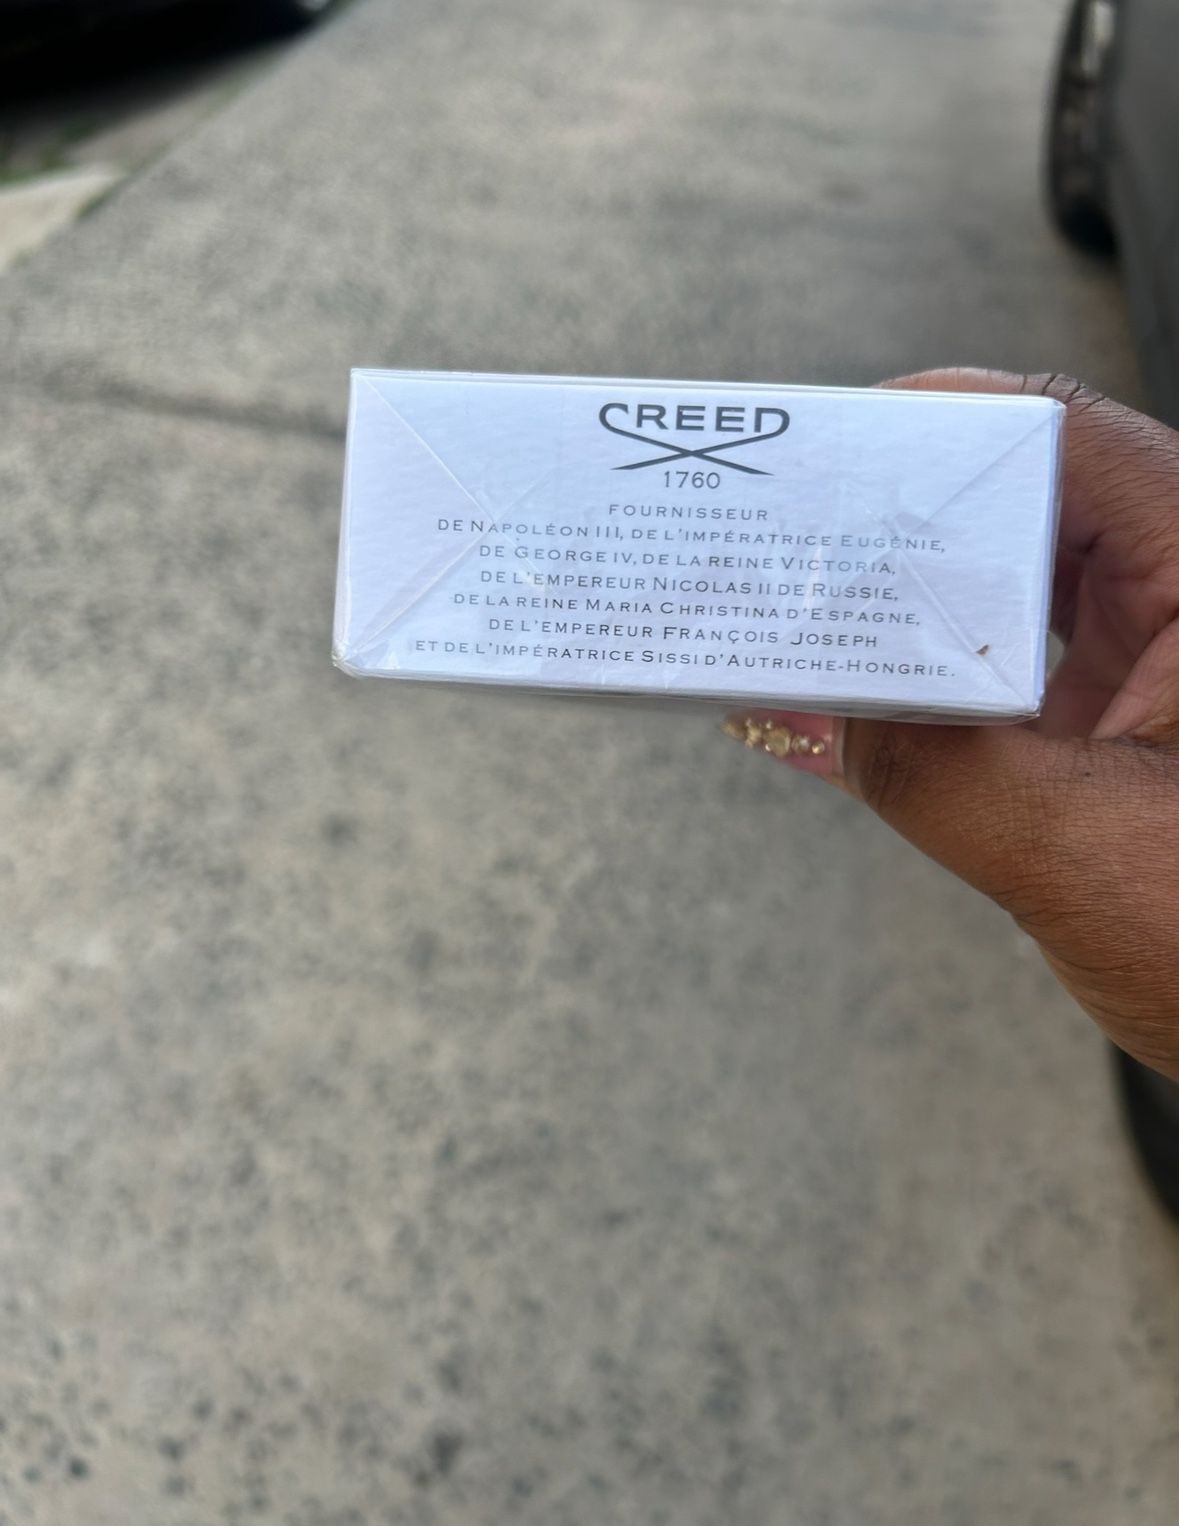 CREED
1760
FOURNISSEUR
DE NAPOLÉON III, DE L'IMPÉRATRICE EUGÉNIE,
DE GEORGE IV, DE LA REINE VICTORIA,
DE L'EMPEREUR NICOLAS II DE RUSSIE,
DE LA REINE MARIA CHRISTINA D'ESPAGNE,
DE L'EMPEREUR FRANÇOIS JOSEPH
ET DE L'IMPÉRATRICE SISSI D'AUTRICHE-HONGRIE.